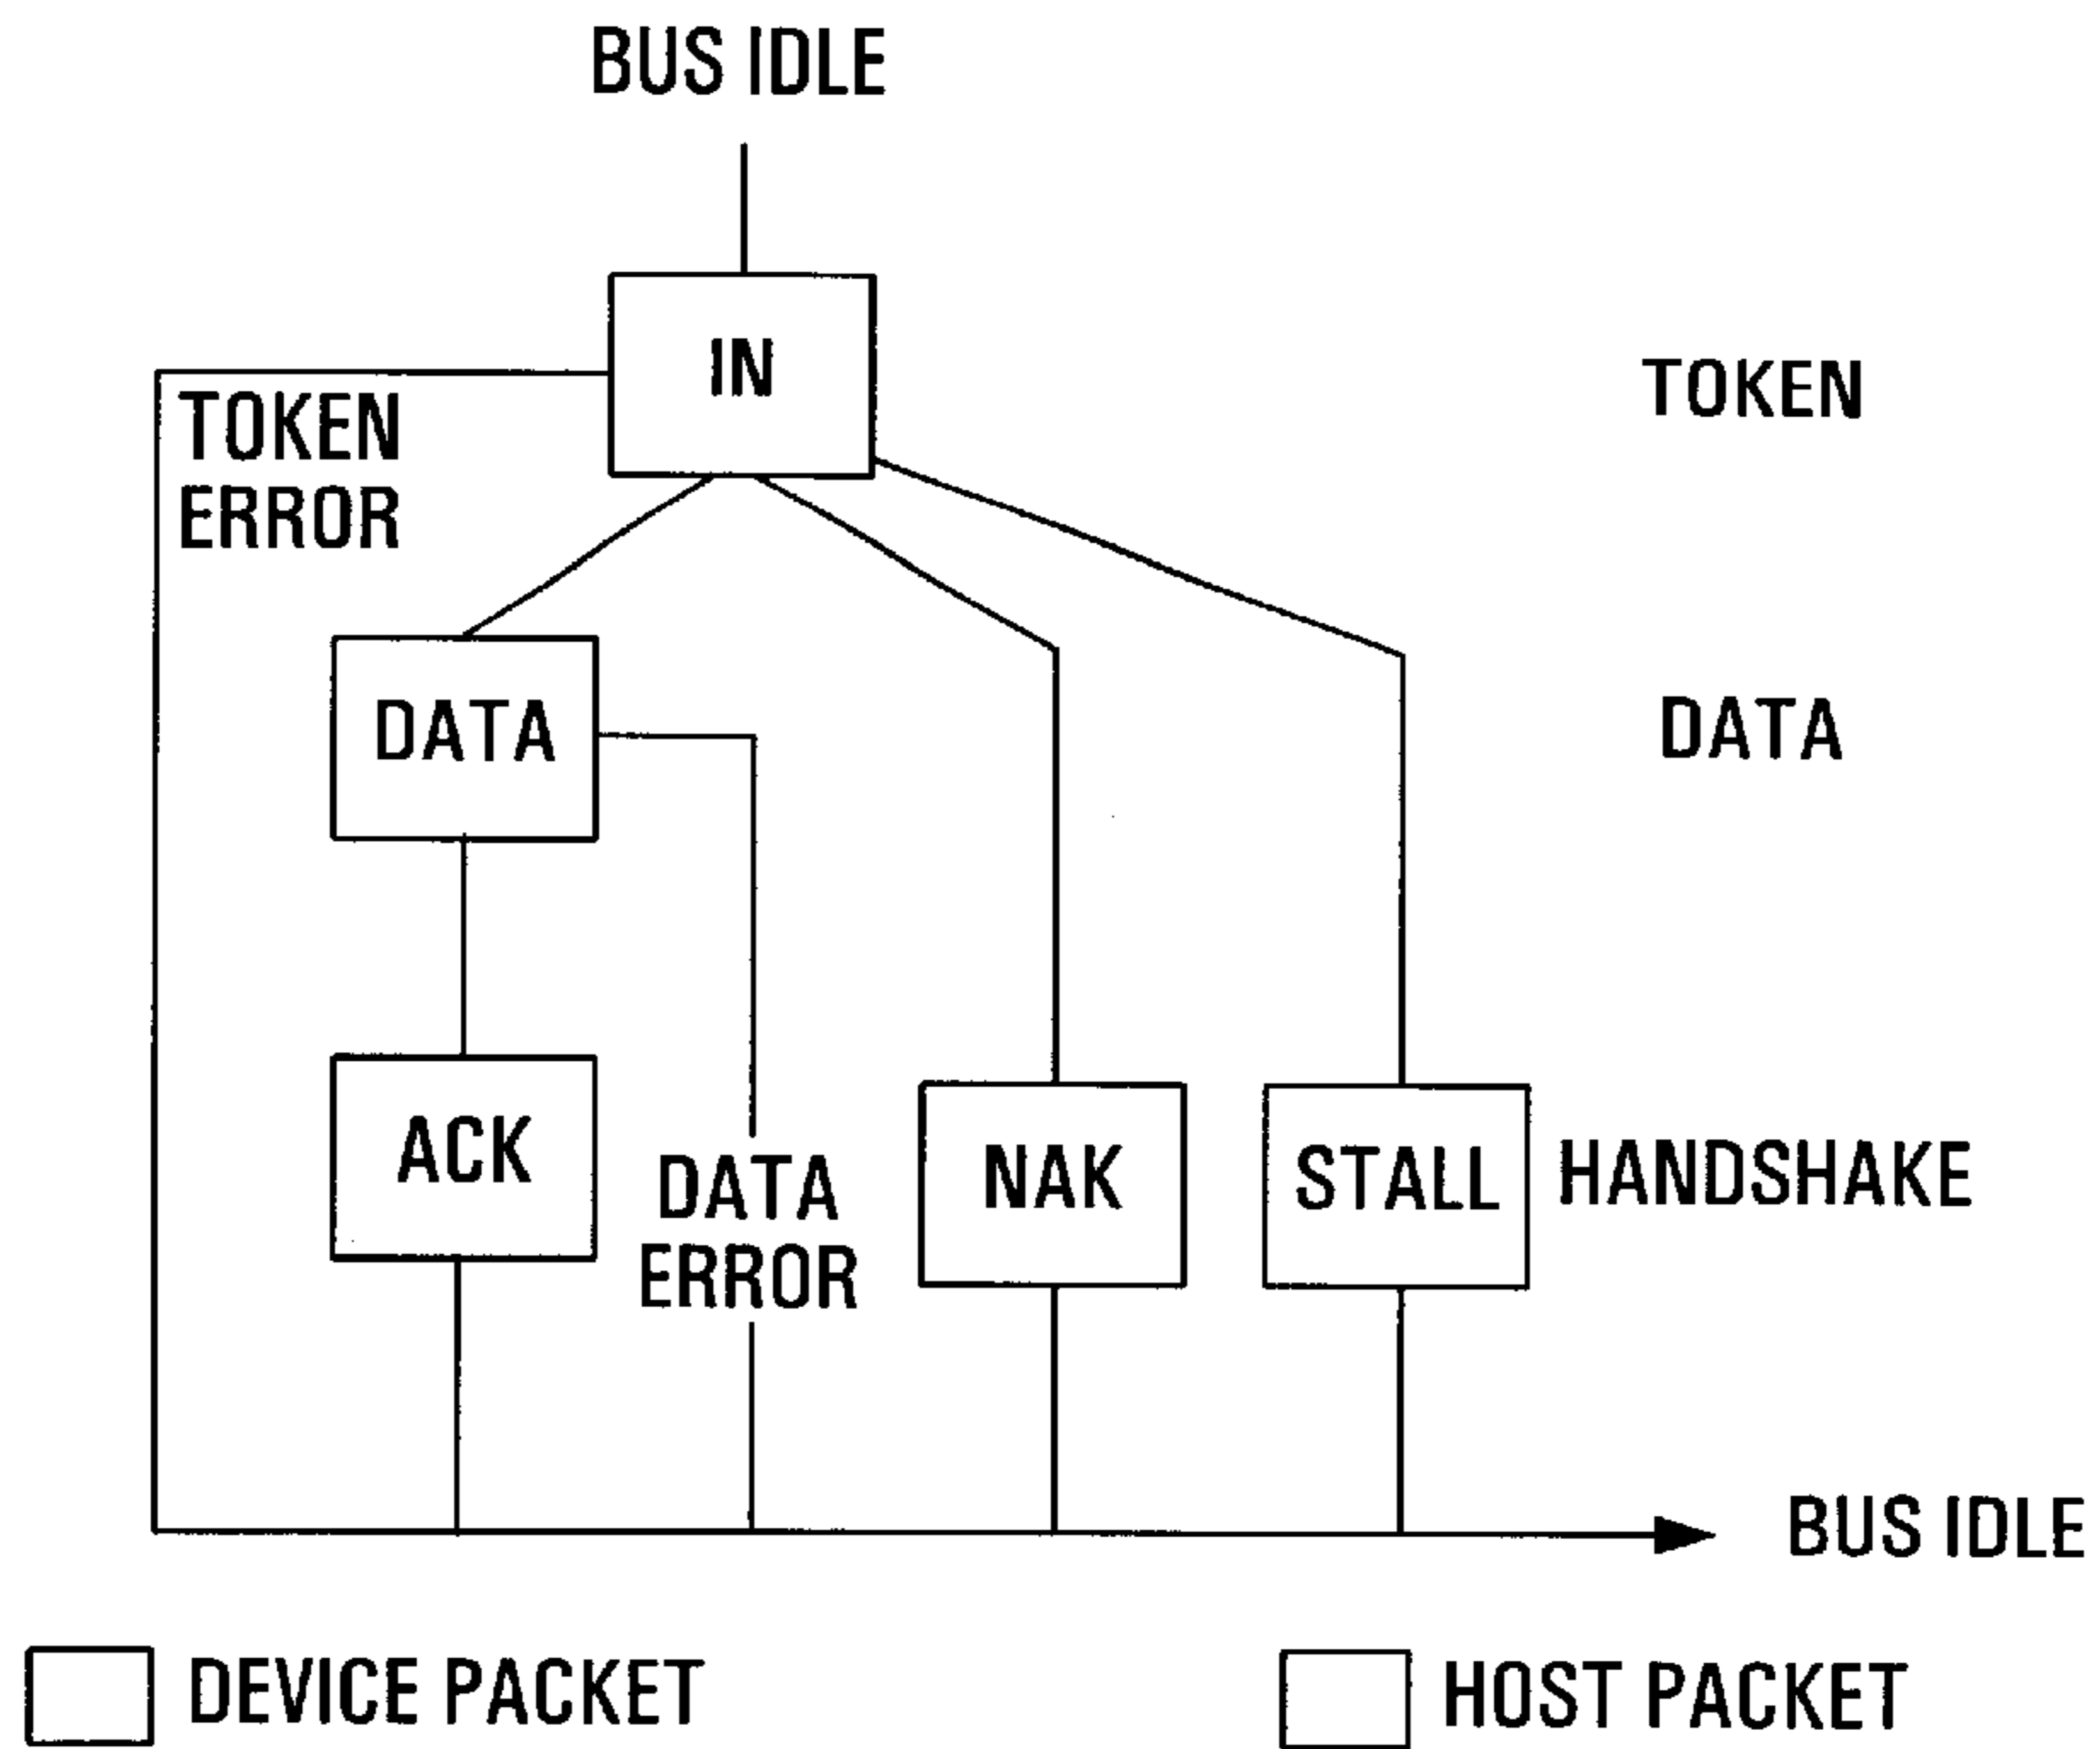 BUS IDLE
IN
TOKEN
TOKEN
ERROR
DATA
DATA
ACK
DATA
ERROR
NAK
STALL
HANDSHAKE
BUS IDLE
DEVICE PACKET
HOST PACKET